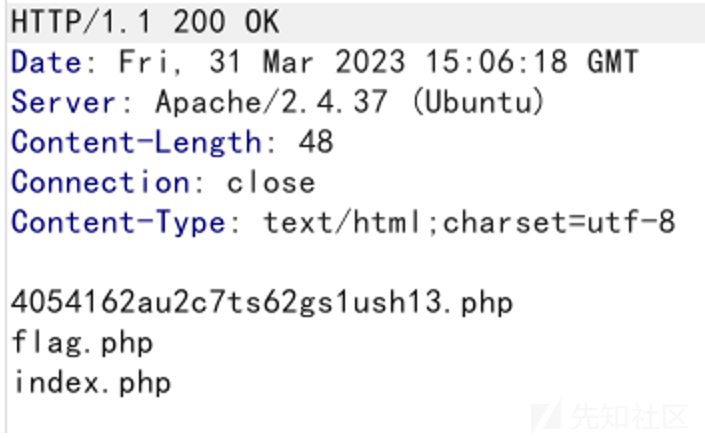 HTTP/1.1 200 OK
Date: Fri, 31 Mar 2023 15:06:18 GMT
Server: Apache/2.4.37 (Ubuntu)
Content-Length: 48
Connection: close
Content-Type: text/html;charset=utf-8
4054162au2c7ts62gs1ush13.php
flag.php
index.php
先知社区